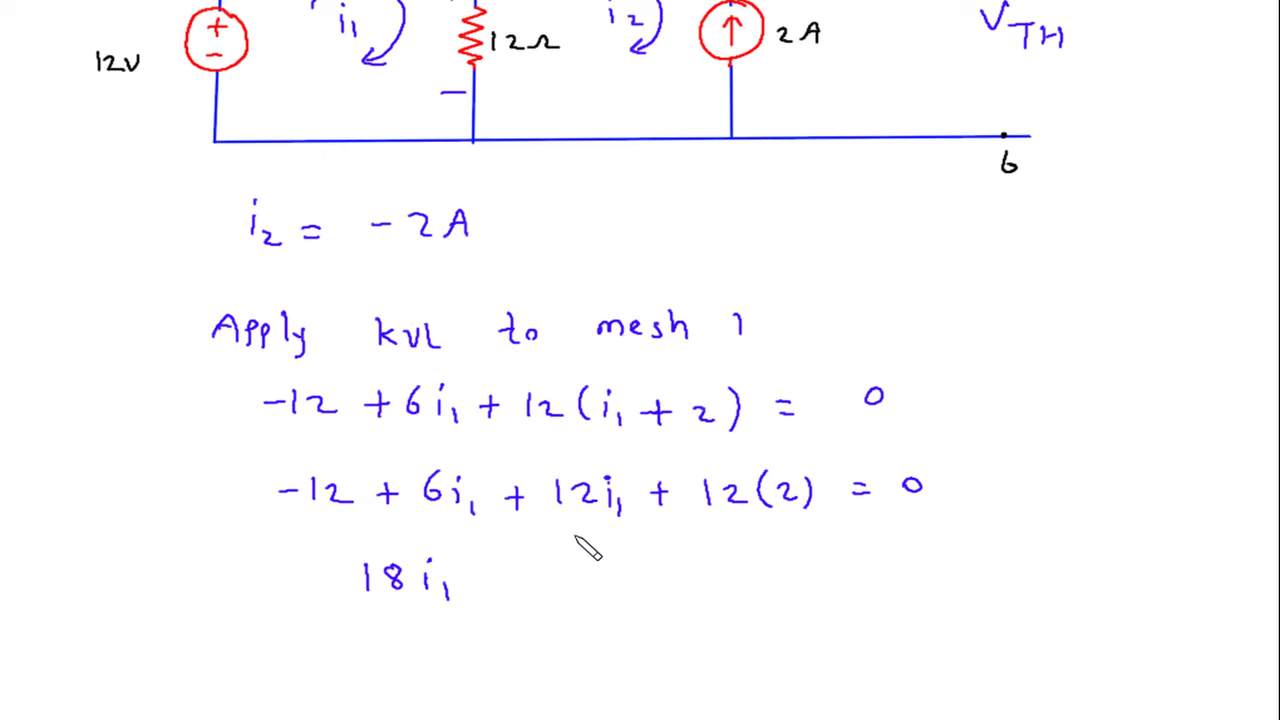 12V + - i₁ 12Ω - i₂ 2A V_TH
b
i₂ = -2A
Apply kVL to mesh 1
-12 + 6i₁ + 12(i₁ + 2) = 0
-12 + 6i₁ + 12i₁ + 12(2) = 0
18i₁